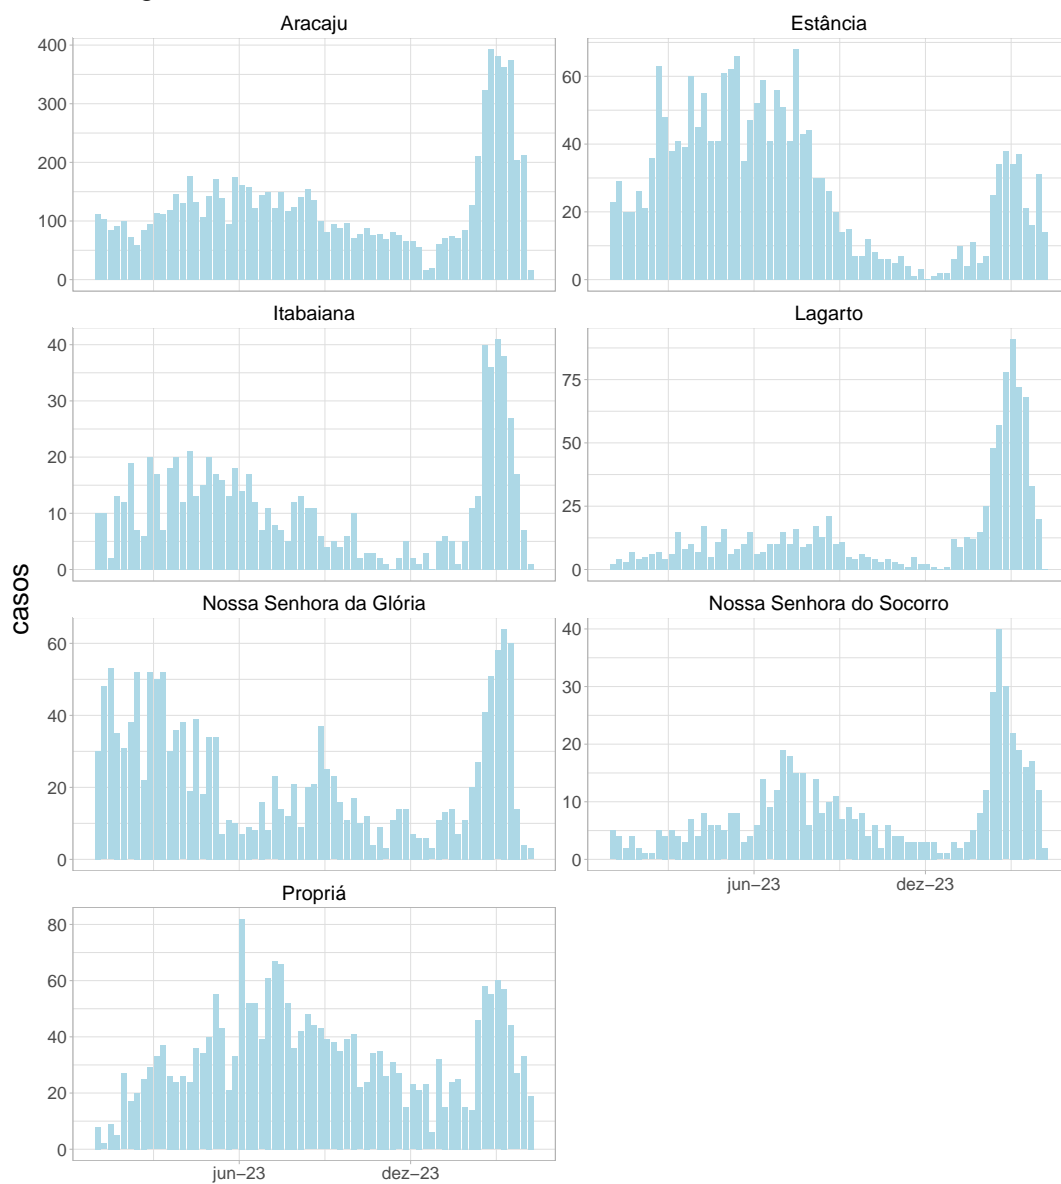 Aracaju
Estância
400
300
200
100
0
60
40
20
0
Itabaiana
Lagarto
40
30
20
10
0
75
50
25
0
casos
Nossa Senhora da Glória
Nossa Senhora do Socorro
60
40
20
0
40
30
20
10
0
jun−23
dez−23
Propriá
80
60
40
20
0
jun−23
dez−23